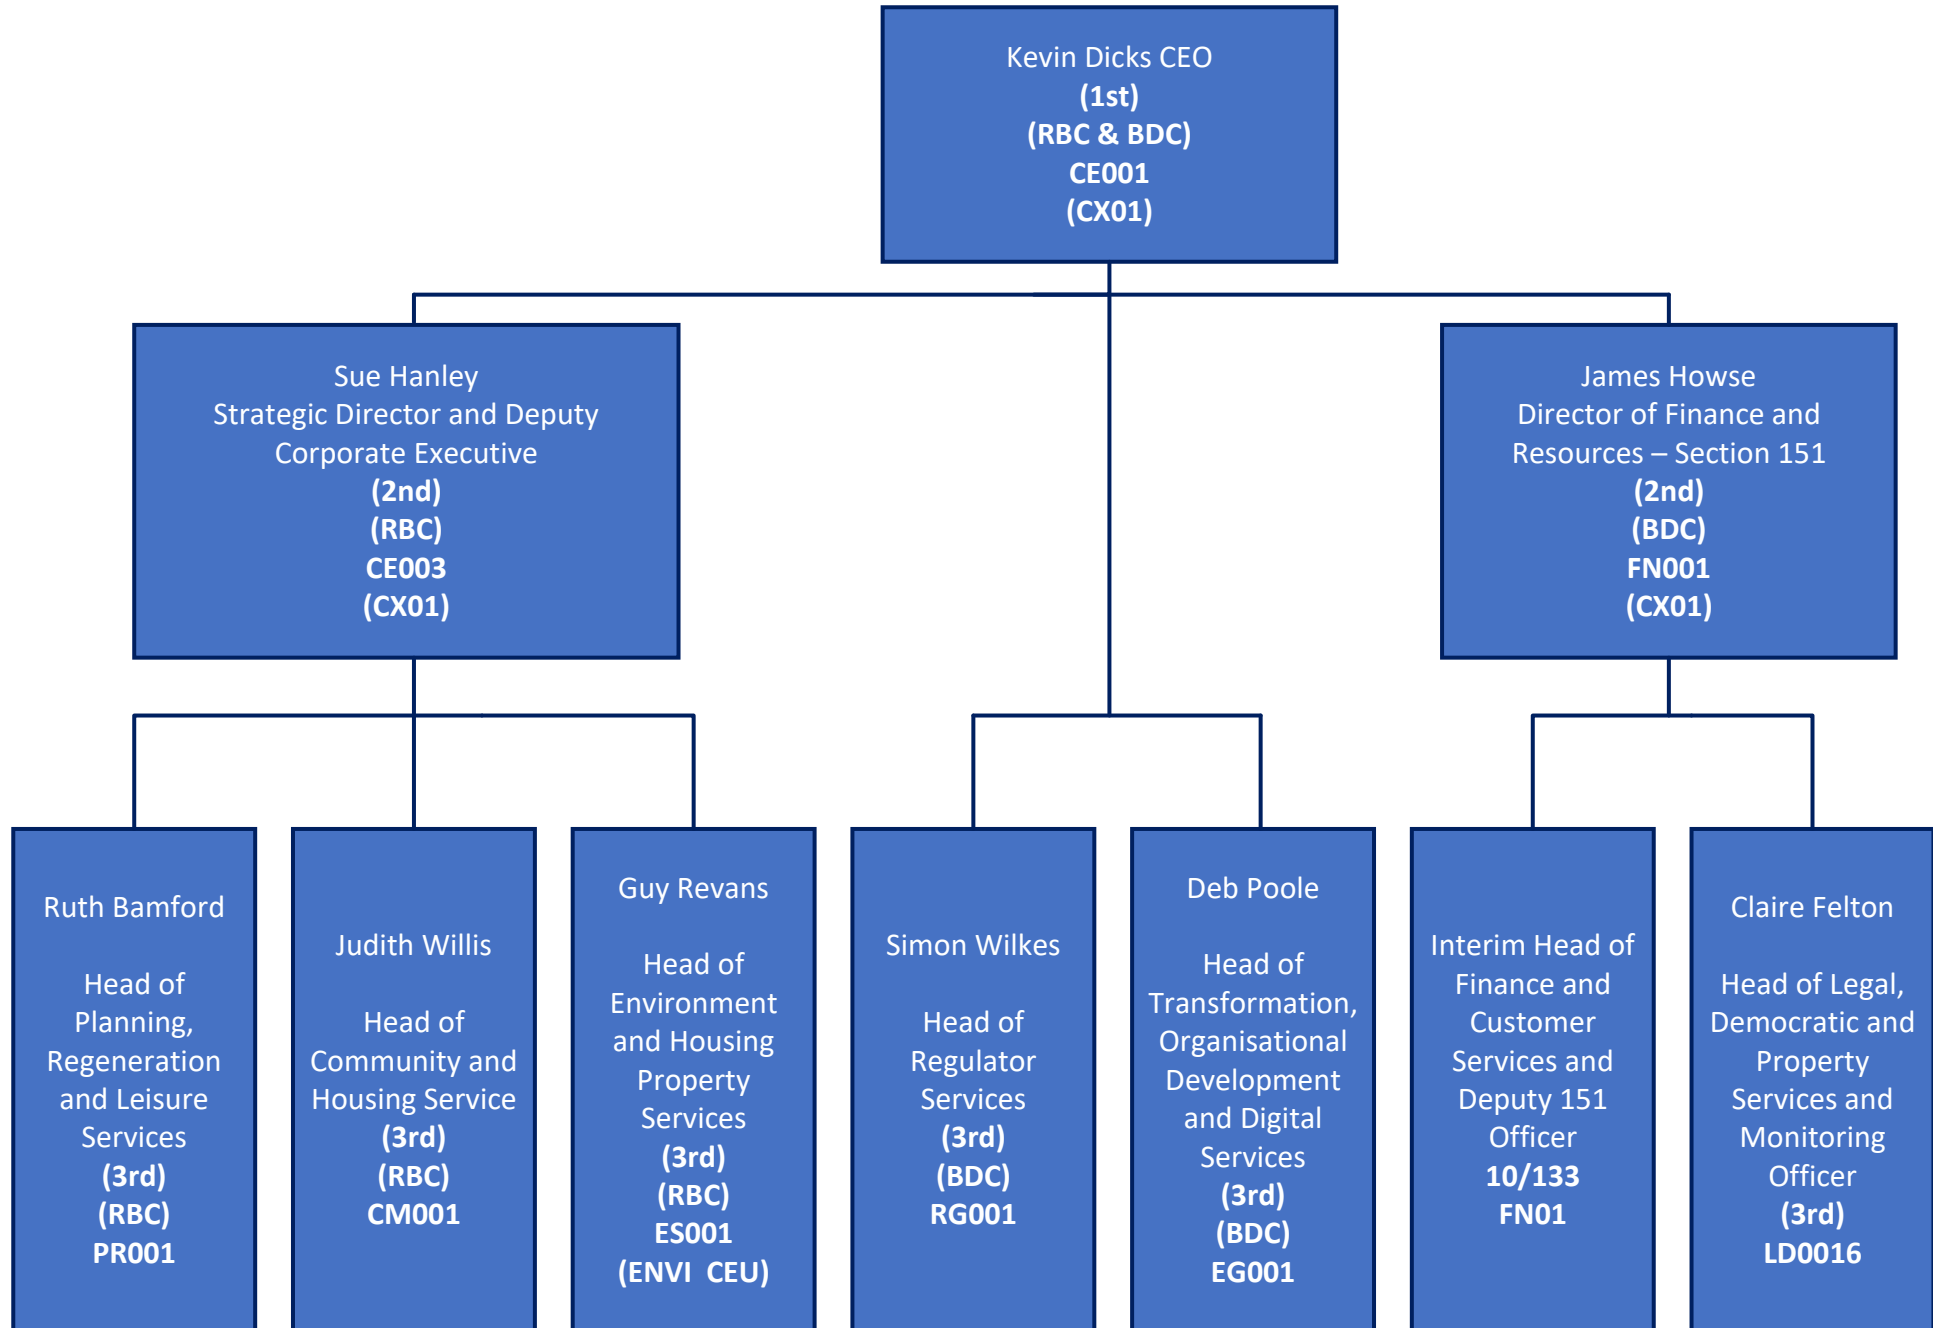 Kevin Dicks CEO
(1st)
(RBC & BDC)
CE001
(CX01)
Sue Hanley
Strategic Director and Deputy
Corporate Executive
(2nd)
(RBC)
CE003
(CX01)
James Howse
Director of Finance and
Resources – Section 151
(2nd)
(BDC)
FN001
(CX01)
Ruth Bamford
Head of
Planning,
Regeneration
and Leisure
Services
(3rd)
(RBC)
PR001
Judith Willis
Head of
Community and
Housing Service
(3rd)
(RBC)
CM001
Guy Revans
Head of
Environment
and Housing
Property
Services
(3rd)
(RBC)
ES001
(ENVI  CEU)
Simon Wilkes
Head of
Regulator
Services
(3rd)
(BDC)
RG001
Deb Poole
Head of
Transformation,
Organisational
Development
and Digital
Services
(3rd)
(BDC)
EG001
Interim Head of
Finance and
Customer
Services and
Deputy 151
Officer
10/133
FN01
Claire Felton
Head of Legal,
Democratic and
Property
Services and
Monitoring
Officer
(3rd)
LD0016